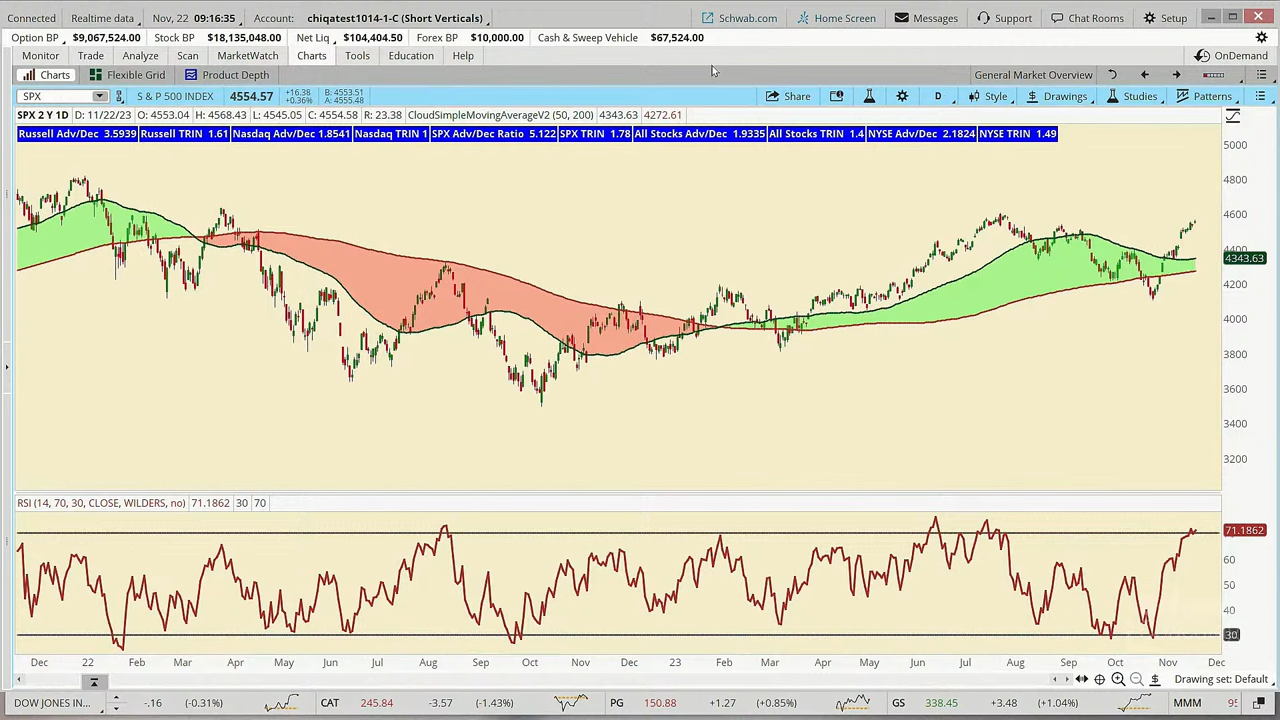 Connected Realtime data Nov, 22 09:16:35 Account: chiqatest1014-1-C (Short Verticals) Schwab.com Home Screen Messages Support Chat Rooms Setup
Option BP $9,067,524.00 Stock BP $18,135,048.00 Net Liq $104,404.50 Forex BP $10,000.00 Cash & Sweep Vehicle $67,524.00
Monitor Trade Analyze Scan MarketWatch Charts Tools Education Help OnDemand
Charts Flexible Grid Product Depth General Market Overview
SPX S & P 500 INDEX 4554.57 +16.38 +0.36% B: 4553.51 A: 4555.48 Share D Style Drawings Studies Patterns
SPX 2 Y 1D D: 11/22/23 O: 4553.04 H: 4568.43 L: 4545.05 C: 4554.58 R: 23.38 CloudSimpleMovingAverage12 (50, 200) 4343.63 4272.61
Russell Adv/Dec 3.5939 Russell TRIN 1.61 Nasdaq Adv/Dec 1.8541 Nasdaq TRIN 1 SPX Adv/Dec Ratio 5.122 SPX TRIN 1.78 All Stocks Adv/Dec 1.9335 All Stocks TRIN 1.4 NYSE Adv/Dec 2.1824 NYSE TRIN 1.49
5000
4800
4600
4400
4343.63
4200
4000
3800
3600
3400
3200
RSI (14, 70, 30, CLOSE, WILDERS, no) 71.1862 30 70
71.1862
60
50
40
30
Dec 22 Feb Mar Apr May Jun Jul Aug Sep Oct Nov Dec 23 Feb Mar Apr May Jun Jul Aug Sep Oct Nov Dec
Drawing set: Default
DOW JONES IN... -16 (-0.31%) CAT 245.84 -3.57 (-1.43%) PG 150.88 +1.27 (+0.85%) GS 338.45 +3.48 (+1.04%) MMM